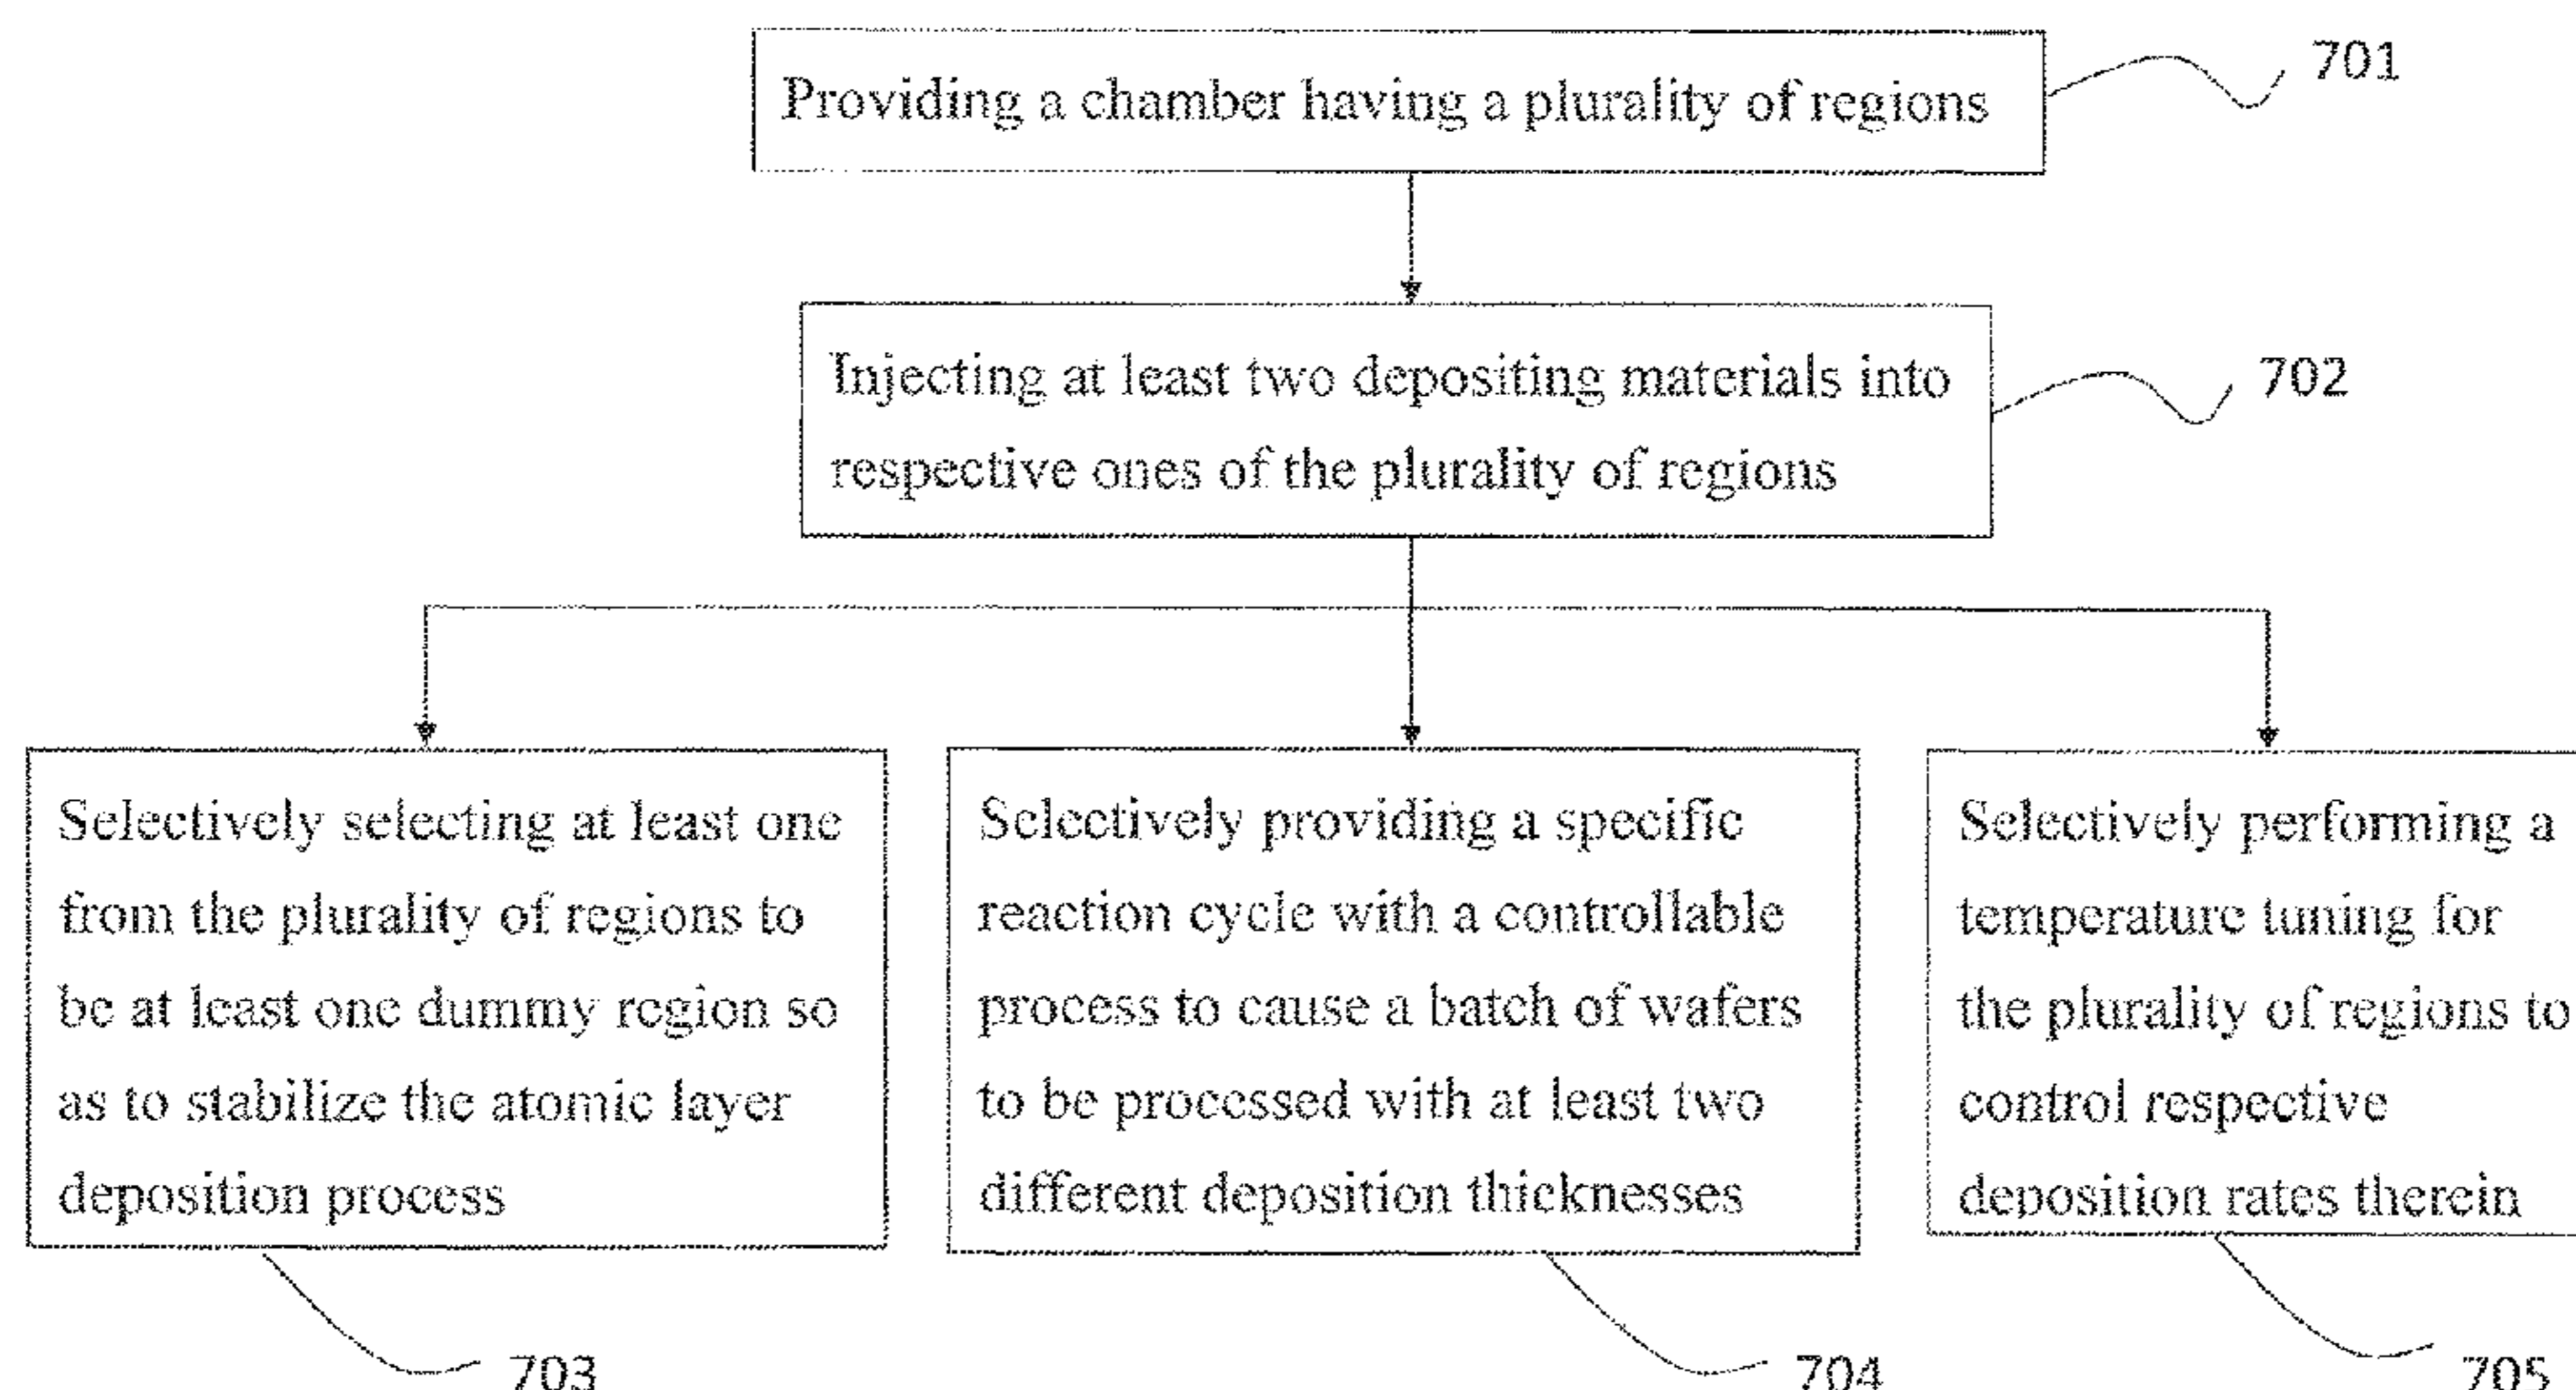 Providing a chamber having a plurality of regions
701
Injecting at least two depositing materials into
respective ones of the plurality of regions
702
Selectively selecting at least one
from the plurality of regions to
be at least one dummy region so
as to stabilize the atomic layer
deposition process
703
Selectively providing a specific
reaction cycle with a controllable
process to cause a batch of wafers
to be processed with at least two
different deposition thicknesses
704
Selectively performing a
temperature tuning for
the plurality of regions to
control respective
deposition rates therein
705